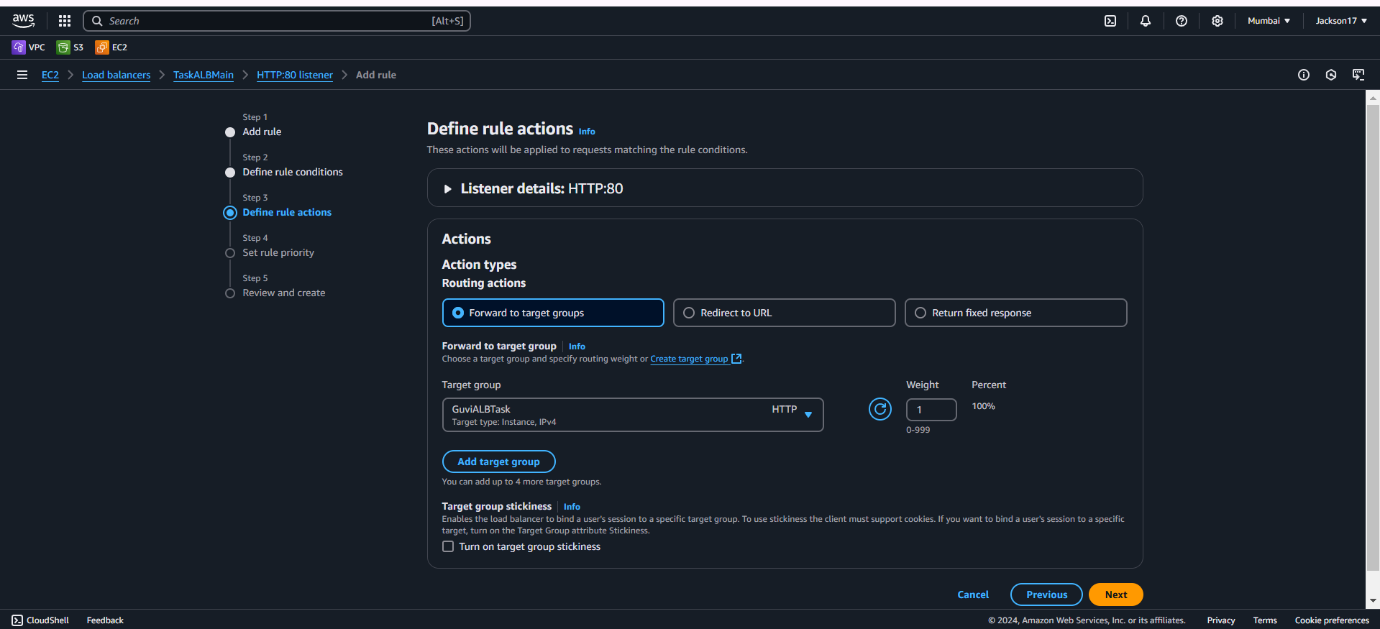 aws Search [Alt+S] Mumbai Jackson17
VPC S3 EC2
EC2 Load balancers TaskALBMain HTTP:80 listener Add rule
Step 1
Add rule
Step 2
Define rule conditions
Step 3
Define rule actions
Step 4
Set rule priority
Step 5
Review and create
Define rule actions Info
These actions will be applied to requests matching the rule conditions.
Listener details: HTTP:80
Actions
Action types
Routing actions
Forward to target groups Redirect to URL Return fixed response
Forward to target group Info
Choose a target group and specify routing weight or Create target group.
Target group Weight Percent
GuviALBTask HTTP 1 100%
Target type: Instance, IPv4
0-999
Add target group
You can add up to 4 more target groups.
Target group stickiness Info
Enables the load balancer to bind a user's session to a specific target group. To use stickiness the client must support cookies. If you want to bind a user's session to a specific
target, turn on the Target Group attribute Stickiness.
Turn on target group stickiness
Cancel Previous Next
CloudShell Feedback © 2024, Amazon Web Services, Inc. or its affiliates. Privacy Terms Cookie preferences